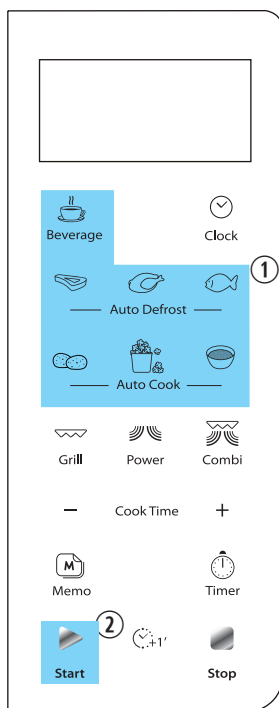 Beverage Clock
①
Auto Defrost
Auto Cook
Grill Power Combi
− Cook Time +
M
Memo Timer
② +1′
Start Stop